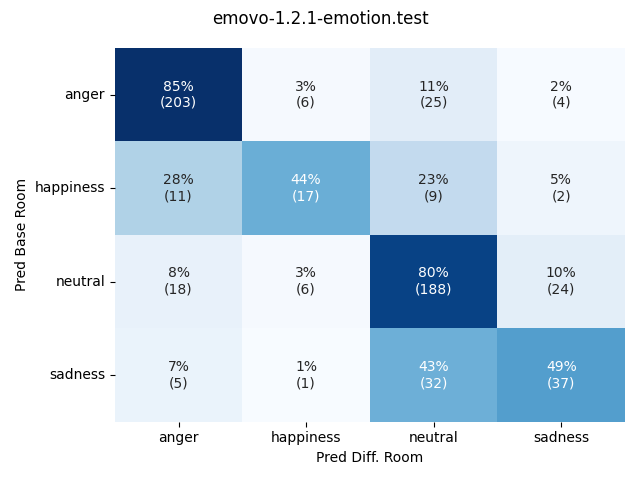 emovo-1.2.1-emotion.test
Pred Base Room
anger
85% 3% 11% 2%
(203) (6) (25) (4)
happiness
28% 44% 23% 5%
(11) (17) (9) (2)
neutral
8% 3% 80% 10%
(18) (6) (188) (24)
sadness
7% 1% 43% 49%
(5) (1) (32) (37)
anger happiness neutral sadness
Pred Diff. Room